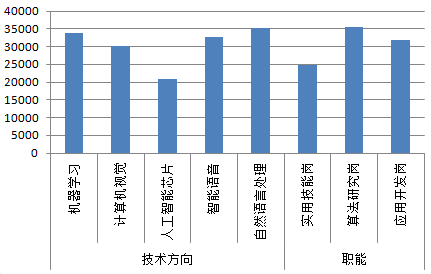 40000
35000
30000
25000
20000
15000
10000
5000
0
机器学习
计算机视觉
人工智能芯片
智能语音
自然语言处理
实用技能岗
算法研究岗
应用开发岗
技术方向
职能